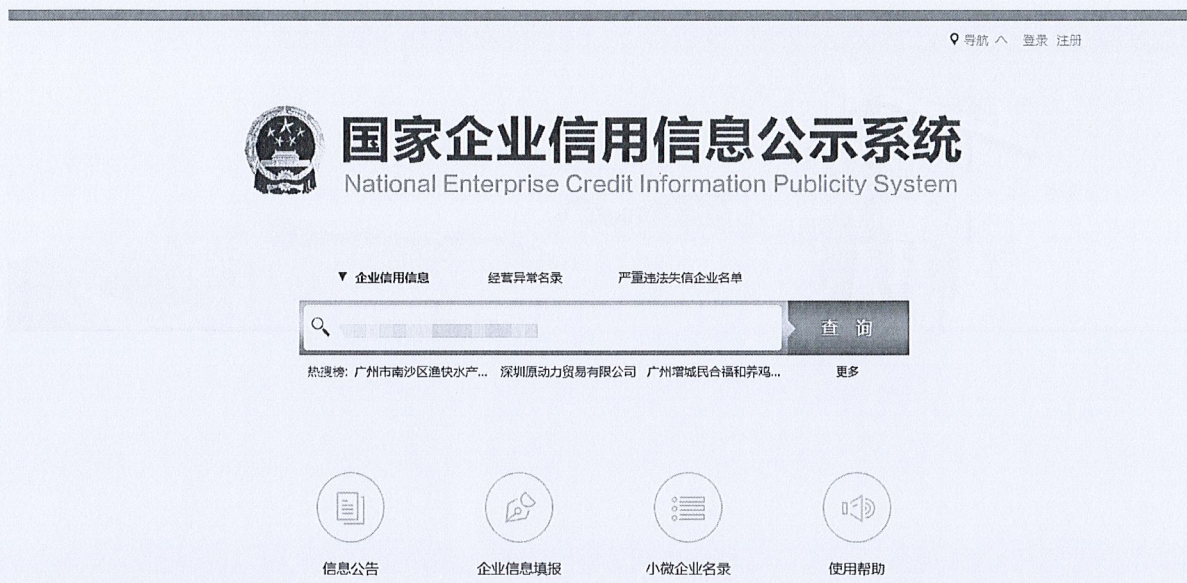 导航 登录 注册
国家企业信用信息公示系统
National Enterprise Credit Information Publicity System
▼ 企业信用信息 经营异常名录 严重违法失信企业名单
查 询
热搜榜: 广州市南沙区渔快水产... 深圳原动力贸易有限公司 广州增城民合福和养鸡... 更多
信息公告 企业信息填报 小微企业名录 使用帮助